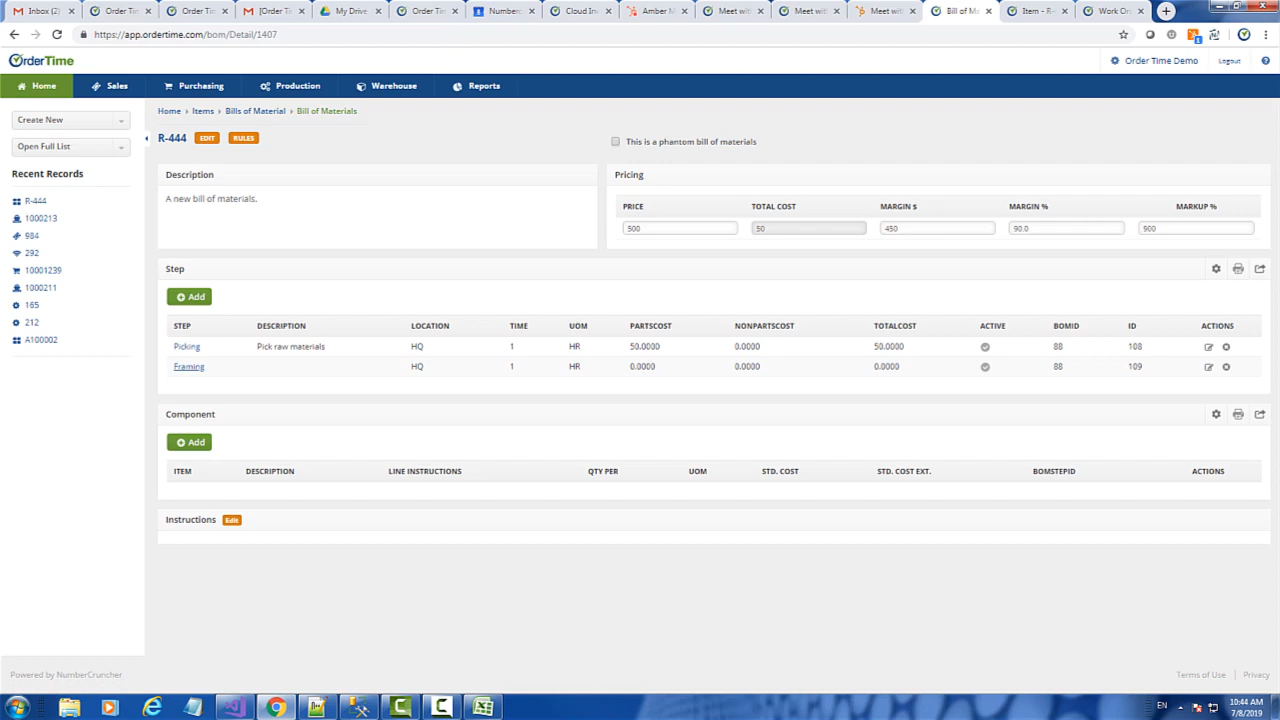 Inbox (2) Order Tim Order Tim [Order Ti My Drive Order Tim Numberc Cloud Inv Amber M Meet wit Meet wit Meet wit Bill of Ma Item - R- Work Ord
https://app.ordertime.com/bom/Detail/1407
OrderTime Order Time Demo Logout
Home Sales Purchasing Production Warehouse Reports
Create New
Open Full List
Recent Records
R-444
1000213
984
292
10001239
1000211
165
212
A100002
Home › Items › Bills of Material › Bill of Materials
R-444 EDIT RULES This is a phantom bill of materials
Description
A new bill of materials.
Pricing
PRICE TOTAL COST MARGIN $ MARGIN % MARKUP %
500 50 450 90.0 900
Step
Add
STEP DESCRIPTION LOCATION TIME UOM PARTSCOST NONPARTSCOST TOTALCOST ACTIVE BOMID ID ACTIONS
Picking Pick raw materials HQ 1 HR 50.0000 0.0000 50.0000 88 108
Framing HQ 1 HR 0.0000 0.0000 0.0000 88 109
Component
Add
ITEM DESCRIPTION LINE INSTRUCTIONS QTY PER UOM STD. COST STD. COST EXT. BOMSTEPID ACTIONS
Instructions Edit
Powered by NumberCruncher Terms of Use | Privacy
EN 10:44 AM
7/8/2019